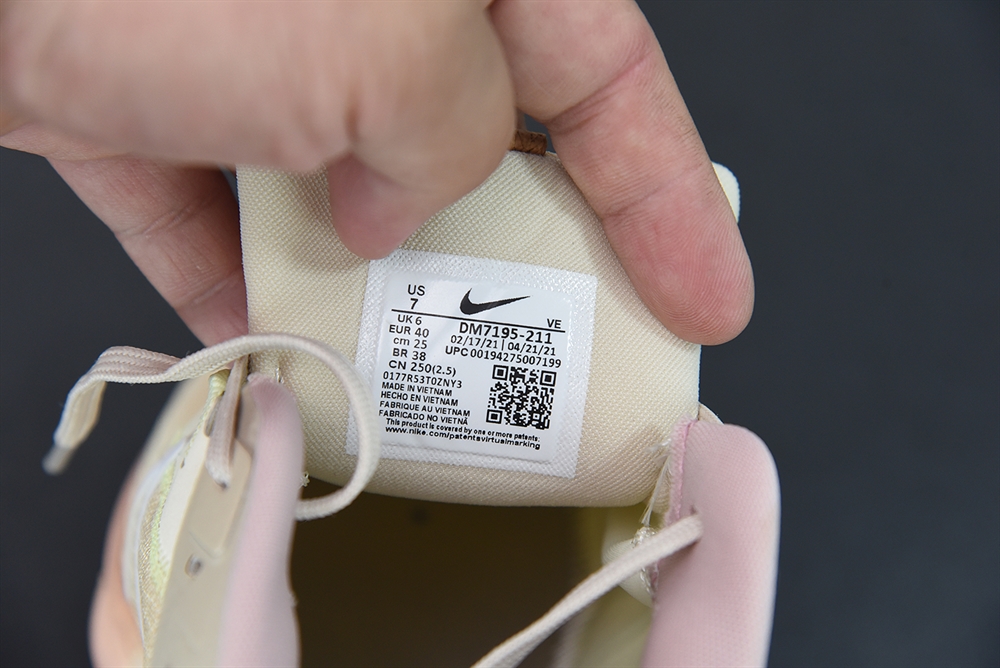 US
7
VE
UK 6
EUR 40
cm 25
BR 38
CN 250(2.5)
DM7195-211
02/17/21 | 04/21/21
UPC 00194275007199
0177R53T0ZNY3
MADE IN VIETNAM
HECHO EN VIETNAM
FABRIQUE AU VIETNAM
FABRICADO NO VIETNÃ
This product is covered by one or more patents.
www.nike.com/patentsvirtualmarking